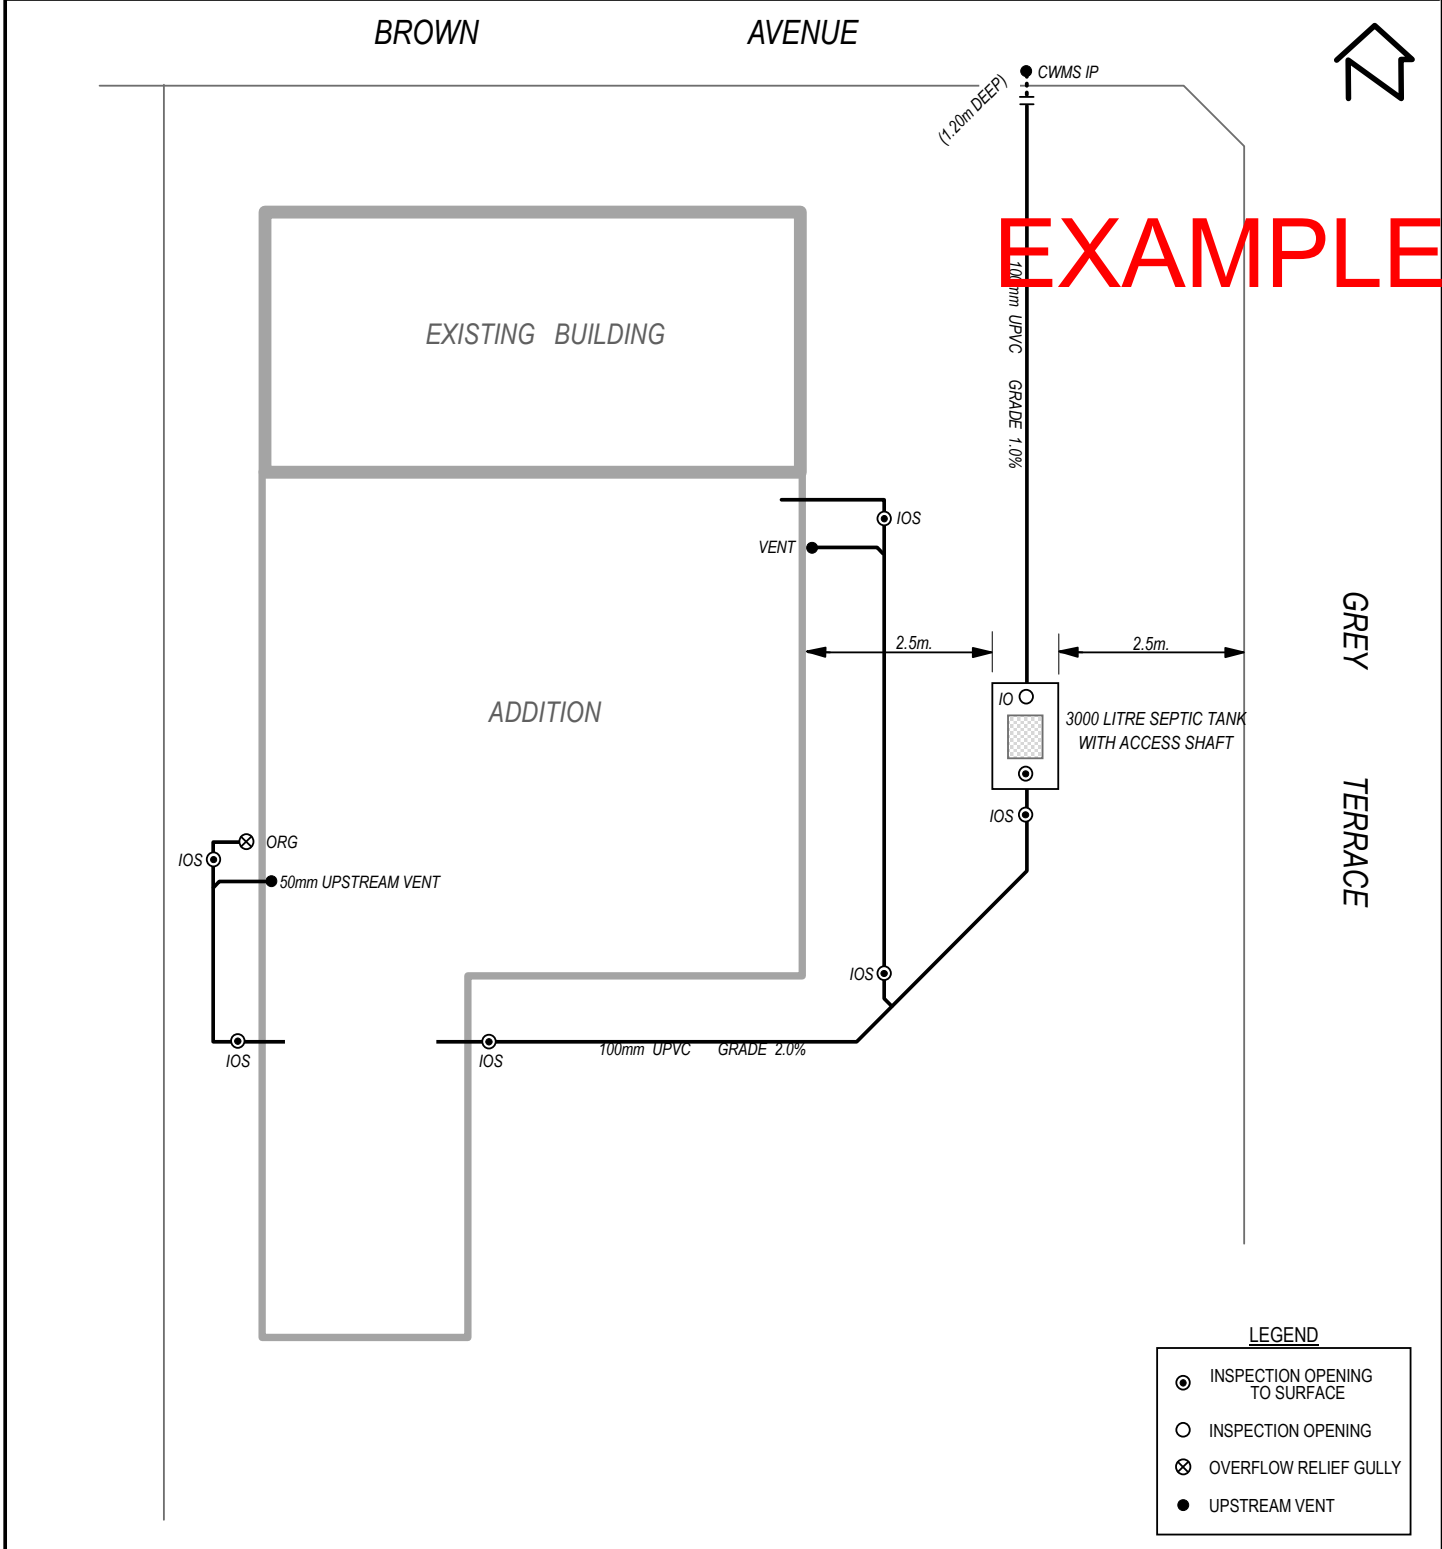 BROWN AVENUE
N
CWMS IP
(1.20m DEEP)
EXAMPLE
100mm UPVC GRADE 1.0%
EXISTING BUILDING
IOS
VENT
2.5m.
2.5m.
GREY TERRACE
IO
3000 LITRE SEPTIC TANK
WITH ACCESS SHAFT
ADDITION
IOS
ORG
IOS
50mm UPSTREAM VENT
IOS
IOS
IOS
100mm UPVC GRADE 2.0%
LEGEND
INSPECTION OPENING
TO SURFACE
INSPECTION OPENING
OVERFLOW RELIEF GULLY
UPSTREAM VENT